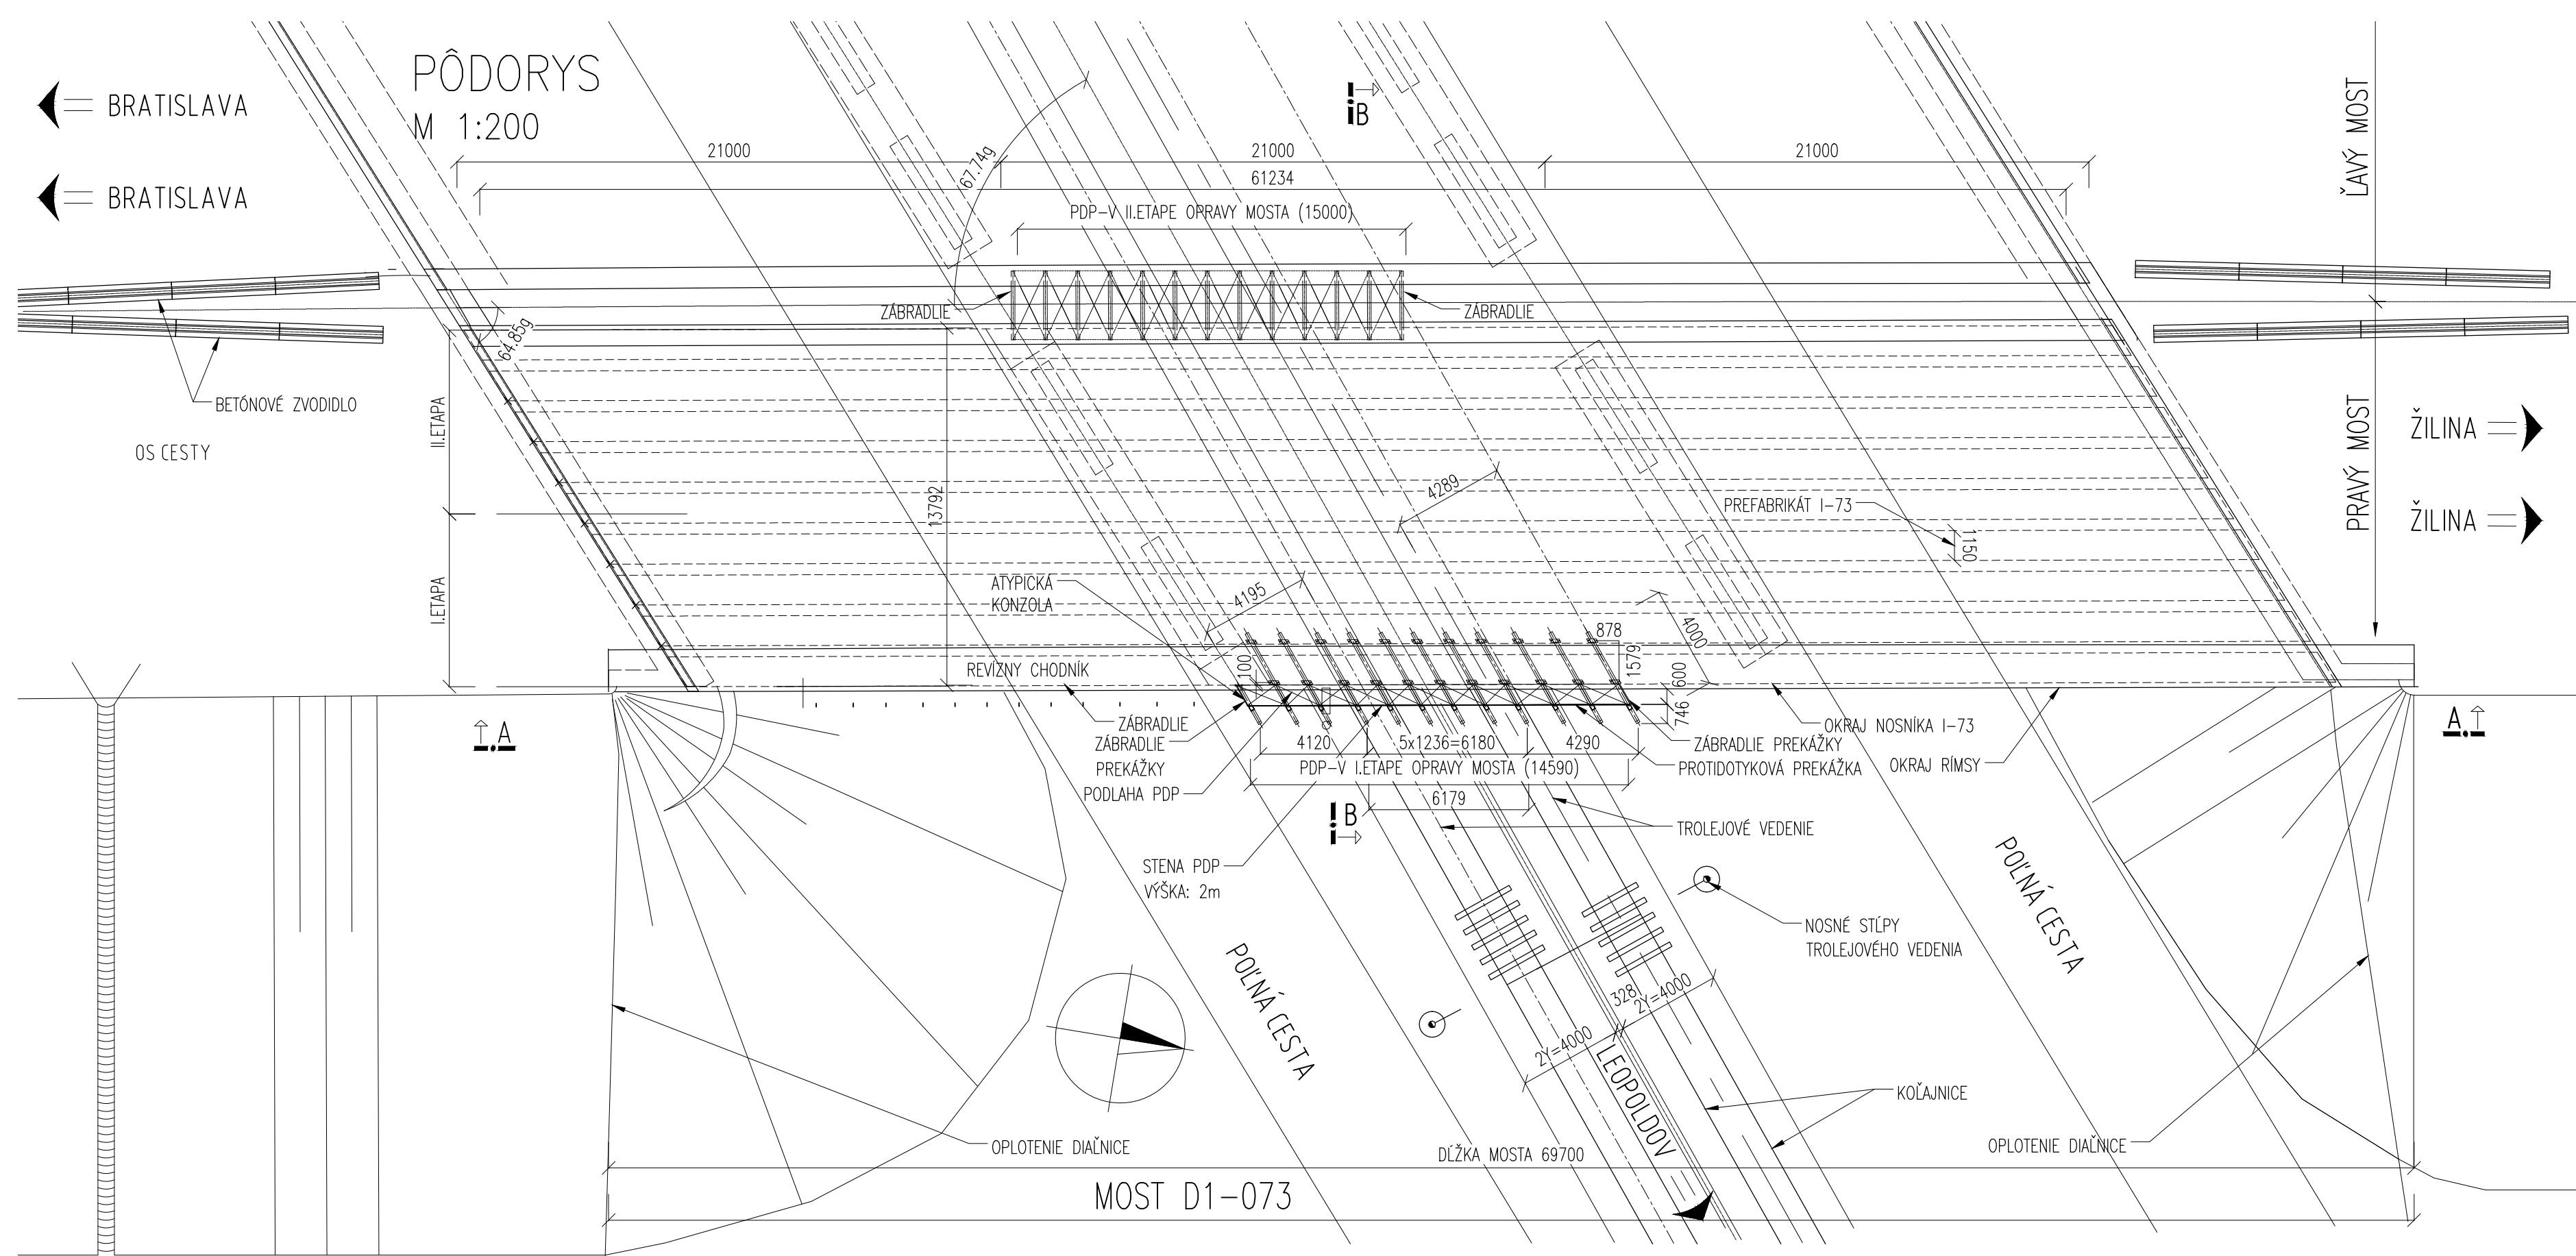 PÔDORYS
M 1:200
BRATISLAVA
BRATISLAVA
B
ĽAVÝ MOST
PRAVÝ MOST
ŽILINA
ŽILINA
21000
21000
21000
61234
67.74g
PDP-V II.ETAPE OPRAVY MOSTA (15000)
ZÁBRADLIE
ZÁBRADLIE
64.85g
BETÓNOVÉ ZVODIDLO
OS CESTY
II.ETAPA
I.ETAPA
13792
4289
PREFABRIKÁT I-73
1150
ATYPICKÁ
KONZOLA
4195
878
4000
1579
600
746
1100
REVÍZNY CHODNÍK
A
A
ZÁBRADLIE
ZÁBRADLIE
PREKÁŽKY
PODLAHA PDP
4120
5x1236=6180
4290
PDP-V I.ETAPE OPRAVY MOSTA (14590)
6179
B
OKRAJ NOSNÍKA I-73
ZÁBRADLIE PREKÁŽKY
PROTIDOTYKOVÁ PREKÁŽKA
OKRAJ RÍMSY
TROLEJOVÉ VEDENIE
STENA PDP
VÝŠKA: 2m
NOSNÉ STĹPY
TROLEJOVÉHO VEDENIA
POĽNÁ CESTA
POĽNÁ CESTA
328
2Y=4000
2Y=4000
LEOPOLDOV
KOĽAJNICE
OPLOTENIE DIAĽNICE
OPLOTENIE DIAĽNICE
DĹŽKA MOSTA 69700
MOST D1-073